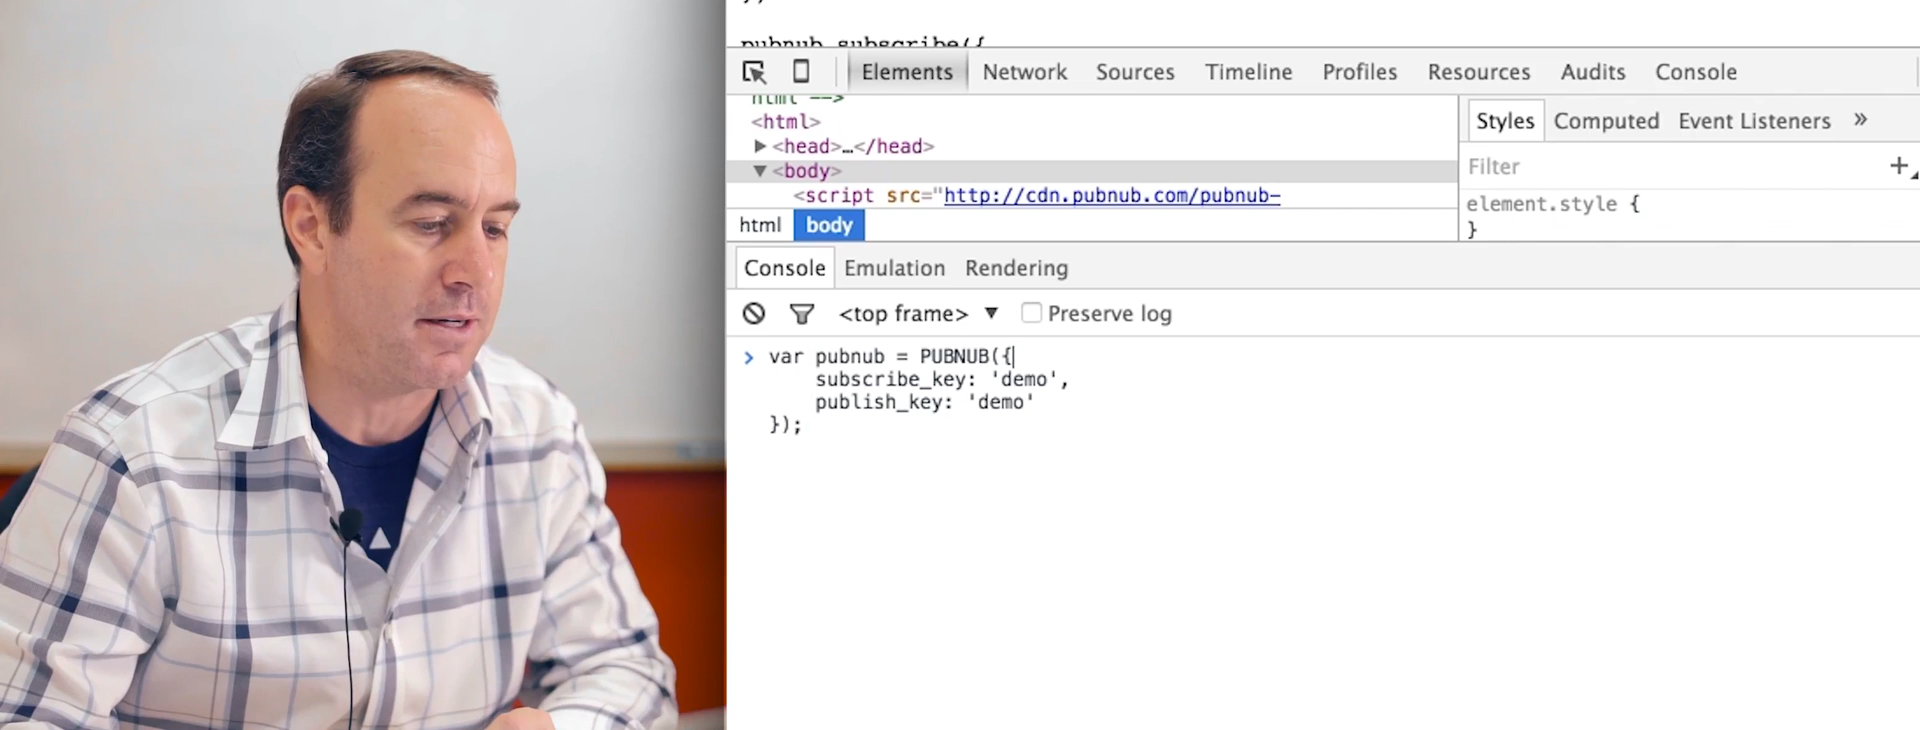 pubnub.subscribe({
Elements Network Sources Timeline Profiles Resources Audits Console
html -->
<html>
▶<head>…</head>
▼<body>
<script src="http://cdn.pubnub.com/pubnub-
html body
Styles Computed Event Listeners »
Filter +
element.style {
}
Console Emulation Rendering
<top frame> ▼ Preserve log
> var pubnub = PUBNUB({
subscribe_key: 'demo',
publish_key: 'demo'
});